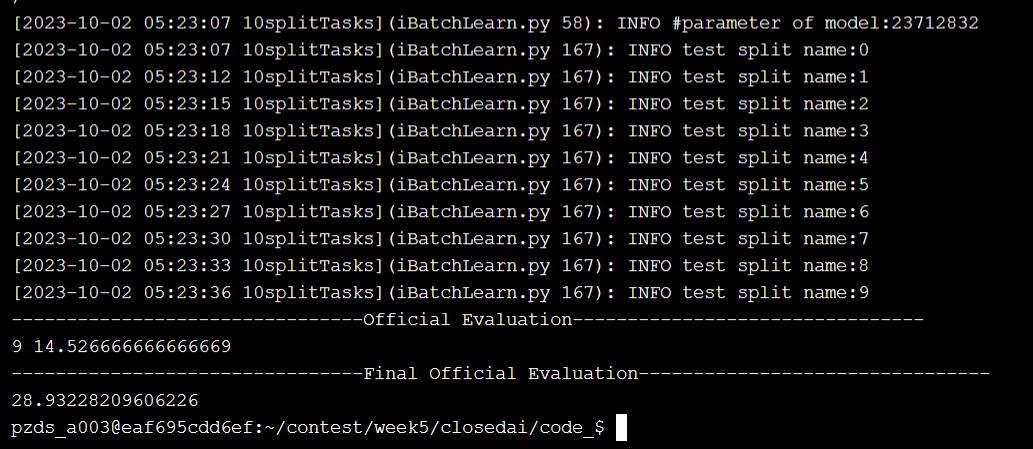 [2023-10-02 05:23:07 10splitTasks](iBatchLearn.py 58): INFO #parameter of model:23712832
[2023-10-02 05:23:07 10splitTasks](iBatchLearn.py 167): INFO test split name:0
[2023-10-02 05:23:12 10splitTasks](iBatchLearn.py 167): INFO test split name:1
[2023-10-02 05:23:15 10splitTasks](iBatchLearn.py 167): INFO test split name:2
[2023-10-02 05:23:18 10splitTasks](iBatchLearn.py 167): INFO test split name:3
[2023-10-02 05:23:21 10splitTasks](iBatchLearn.py 167): INFO test split name:4
[2023-10-02 05:23:24 10splitTasks](iBatchLearn.py 167): INFO test split name:5
[2023-10-02 05:23:27 10splitTasks](iBatchLearn.py 167): INFO test split name:6
[2023-10-02 05:23:30 10splitTasks](iBatchLearn.py 167): INFO test split name:7
[2023-10-02 05:23:33 10splitTasks](iBatchLearn.py 167): INFO test split name:8
[2023-10-02 05:23:36 10splitTasks](iBatchLearn.py 167): INFO test split name:9
--------------------------------Official Evaluation--------------------------------
9 14.526666666666669
--------------------------------Final Official Evaluation--------------------------------
28.93228209606226
pzds_a003@eaf695cdd6ef:~/contest/week5/closedai/code_$